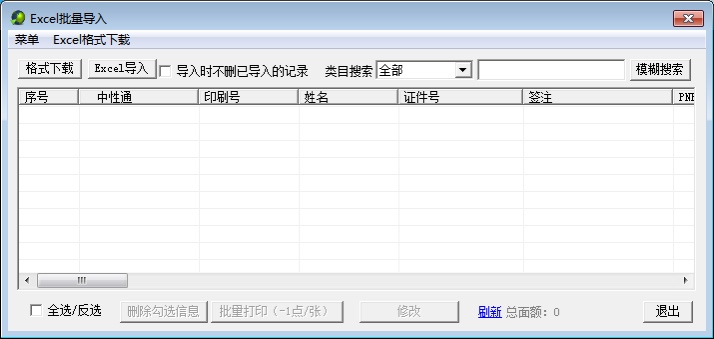 Excel批量导入
菜单 Excel格式下载
格式下载 Excel导入 导入时不删已导入的记录 类目搜索 全部 模糊搜索
序号 中性通 印刷号 姓名 证件号 签注
全选/反选 删除勾选信息 批量打印（-1点/张） 修改 刷新 总面额：0 退出